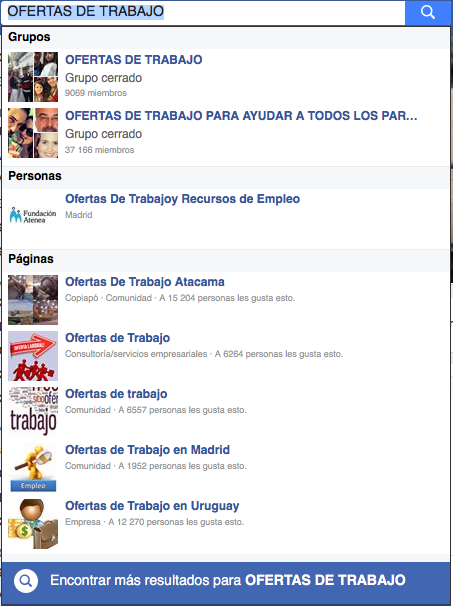 OFERTAS DE TRABAJO
Grupos
OFERTAS DE TRABAJO
Grupo cerrado
9069 miembros
OFERTAS DE TRABAJO PARA AYUDAR A TODOS LOS PAR...
Grupo cerrado
37 166 miembros
Personas
Ofertas De Trabajoy Recursos de Empleo
Fundación
Atenea
Madrid
Páginas
Ofertas De Trabajo Atacama
Copiapó · Comunidad · A 15 204 personas les gusta esto.
Ofertas de Trabajo
OFERTA LABORAL!
Consultoría/servicios empresariales · A 6264 personas les gusta esto.
Ofertas de trabajo
trabajo
Comunidad · A 6557 personas les gusta esto.
Ofertas de Trabajo en Madrid
Comunidad · A 1952 personas les gusta esto.
Empleo
Ofertas de Trabajo en Uruguay
Empresa · A 12 270 personas les gusta esto.
Encontrar más resultados para OFERTAS DE TRABAJO